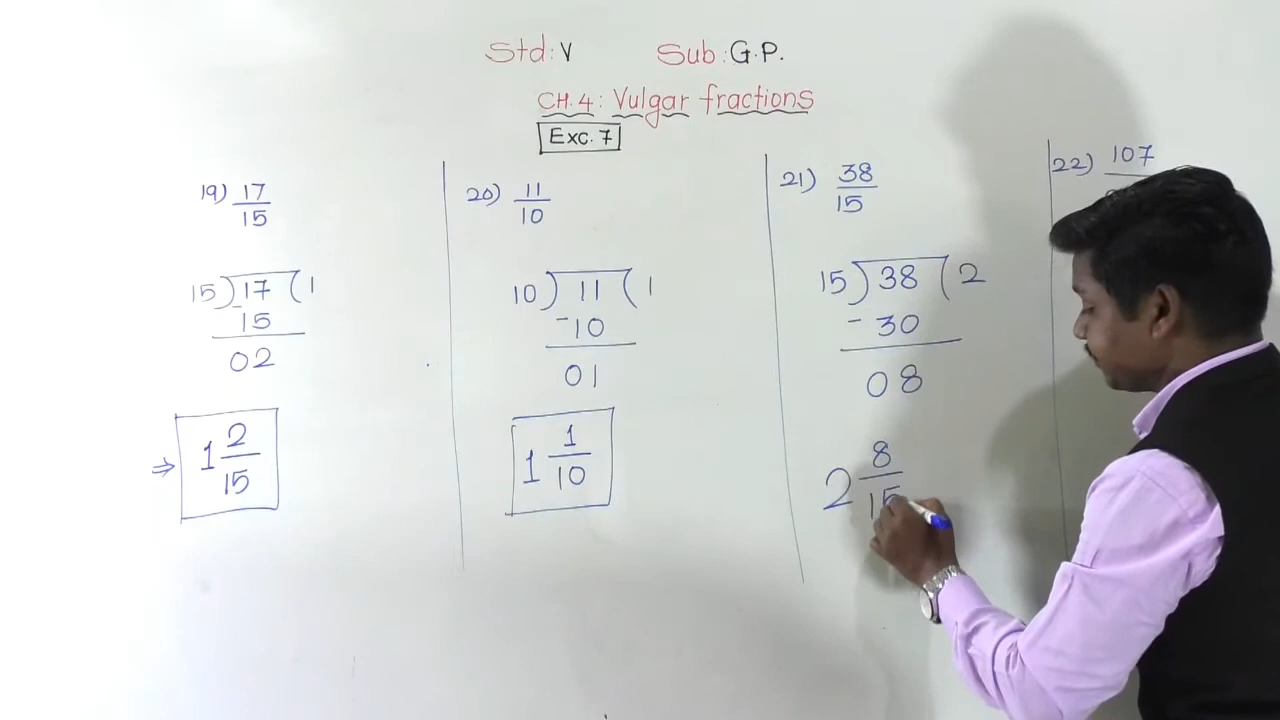 Std: V Sub: G.P.
CH.4: Vulgar fractions
Exc. 7
19) 17/15
15) 17 ( 1
- 15
02
⇒ 1 2/15
20) 11/10
10) 11 ( 1
- 10
01
1 1/10
21) 38/15
15) 38 ( 2
- 30
08
2 8/15
22) 107